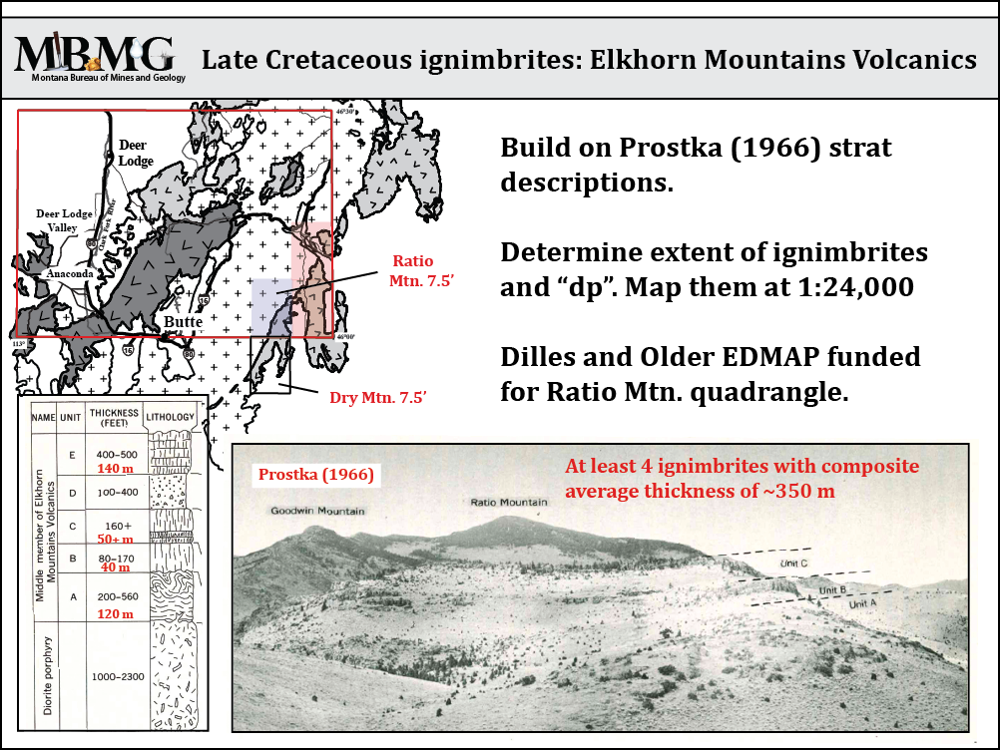 MBMG
Montana Bureau of Mines and Geology
Late Cretaceous ignimbrites: Elkhorn Mountains Volcanics
46°30'
Deer
Lodge
Deer Lodge
Valley
Clark Fork River
90
Anaconda
15
Butte
113°
15
90
46°00'
Ratio
Mtn. 7.5’
Dry Mtn. 7.5’
Build on Prostka (1966) strat
descriptions.
Determine extent of ignimbrites
and “dp”. Map them at 1:24,000
Dilles and Older EDMAP funded
for Ratio Mtn. quadrangle.
NAME UNIT THICKNESS (FEET) LITHOLOGY
Middle member of Elkhorn
Mountains Volcanics
E 400–500
140 m
D 100–400
C 160+
50+ m
B 80–170
40 m
A 200–560
120 m
Diorite porphyry
1000–2300
Prostka (1966)
At least 4 ignimbrites with composite
average thickness of ~350 m
Goodwin Mountain
Ratio Mountain
Unit C
Unit B
Unit A